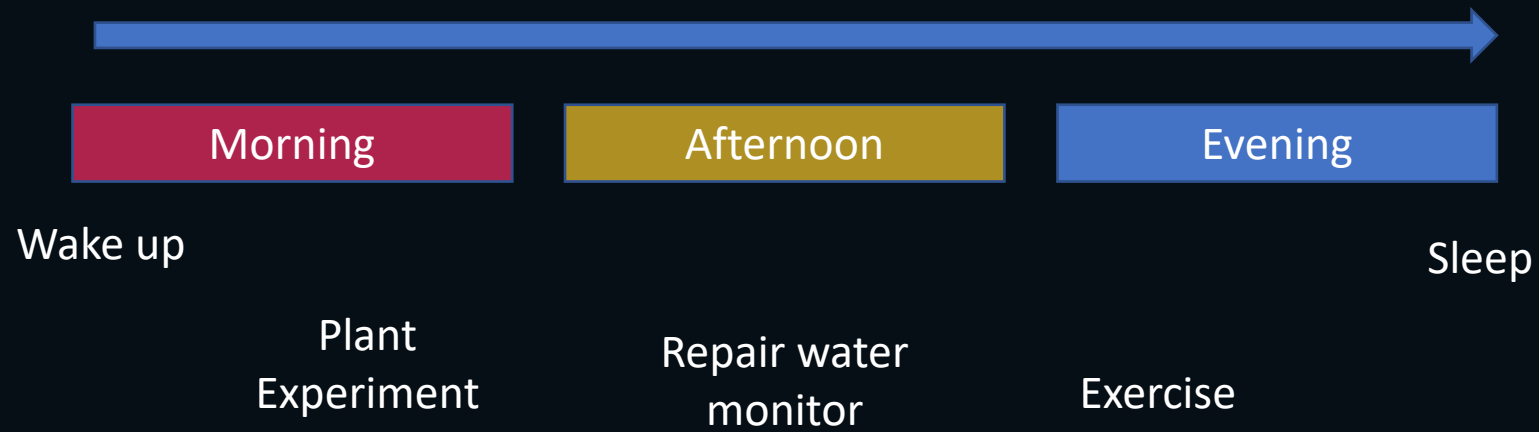 Morning
Afternoon
Evening
Wake up
Sleep
Plant
Experiment
Repair water
monitor
Exercise